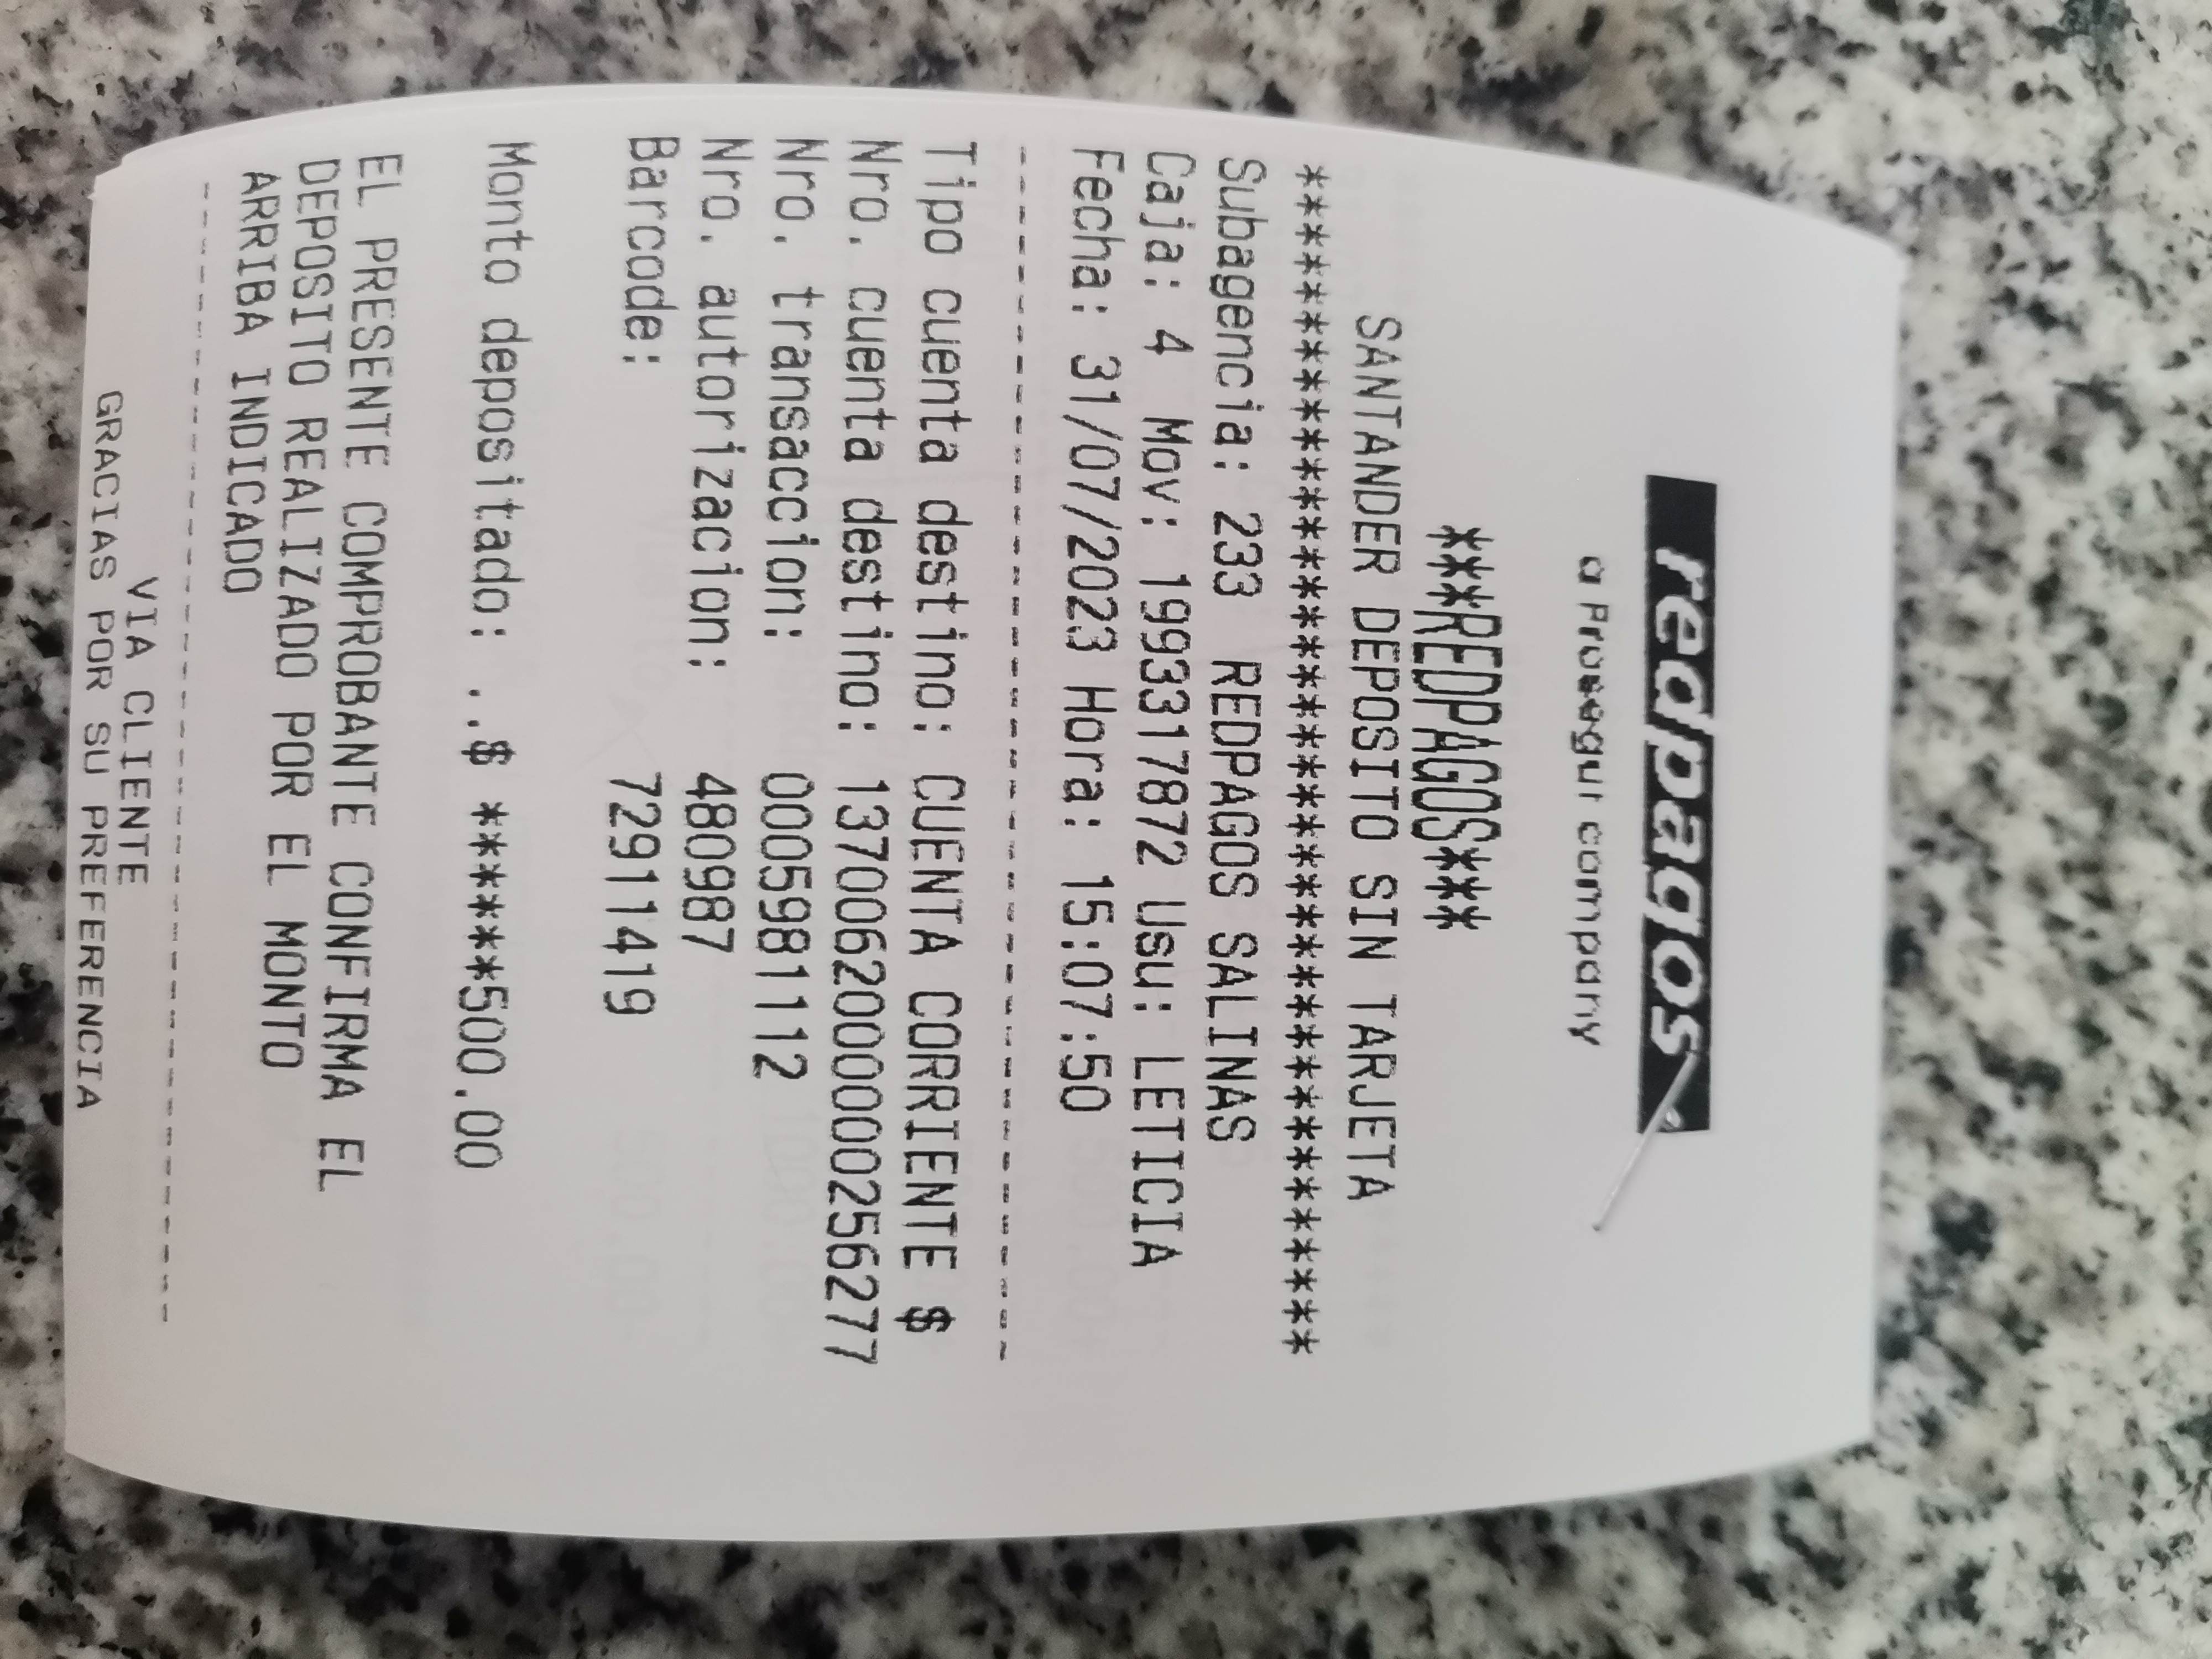 redpagos
a Prosegur company
***REDPAGOS***
SANTANDER DEPOSITO SIN TARJETA
****************************************
Subagencia: 233  REDPAGOS SALINAS
Caja: 4  Mov: 1993317872 Usu: LETICIA
Fecha: 31/07/2023 Hora: 15:07:50
----------------------------------------
Tipo cuenta destino: CUENTA CORRIENTE $
Nro. cuenta destino: 1370062000000256277
Nro. transaccion: 0005981112
Nro. autorizacion: 480987
Barcode: 72911419
Monto depositado: ..$ ******500.00
EL PRESENTE COMPROBANTE CONFIRMA EL
DEPOSITO REALIZADO POR EL MONTO
ARRIBA INDICADO
----------------------------------------
VIA CLIENTE
GRACIAS POR SU PREFERENCIA